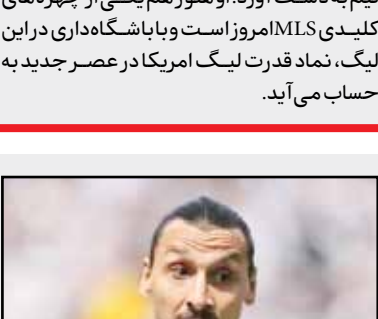 تیم به دست آورد. او هنوز هم یکی از چهره‌های
کلیدی MLS امروز است و با باشگاه‌داری در این
لیگ، نماد قدرت لیگ امریکا در عصر جدید به
حساب می‌آید.